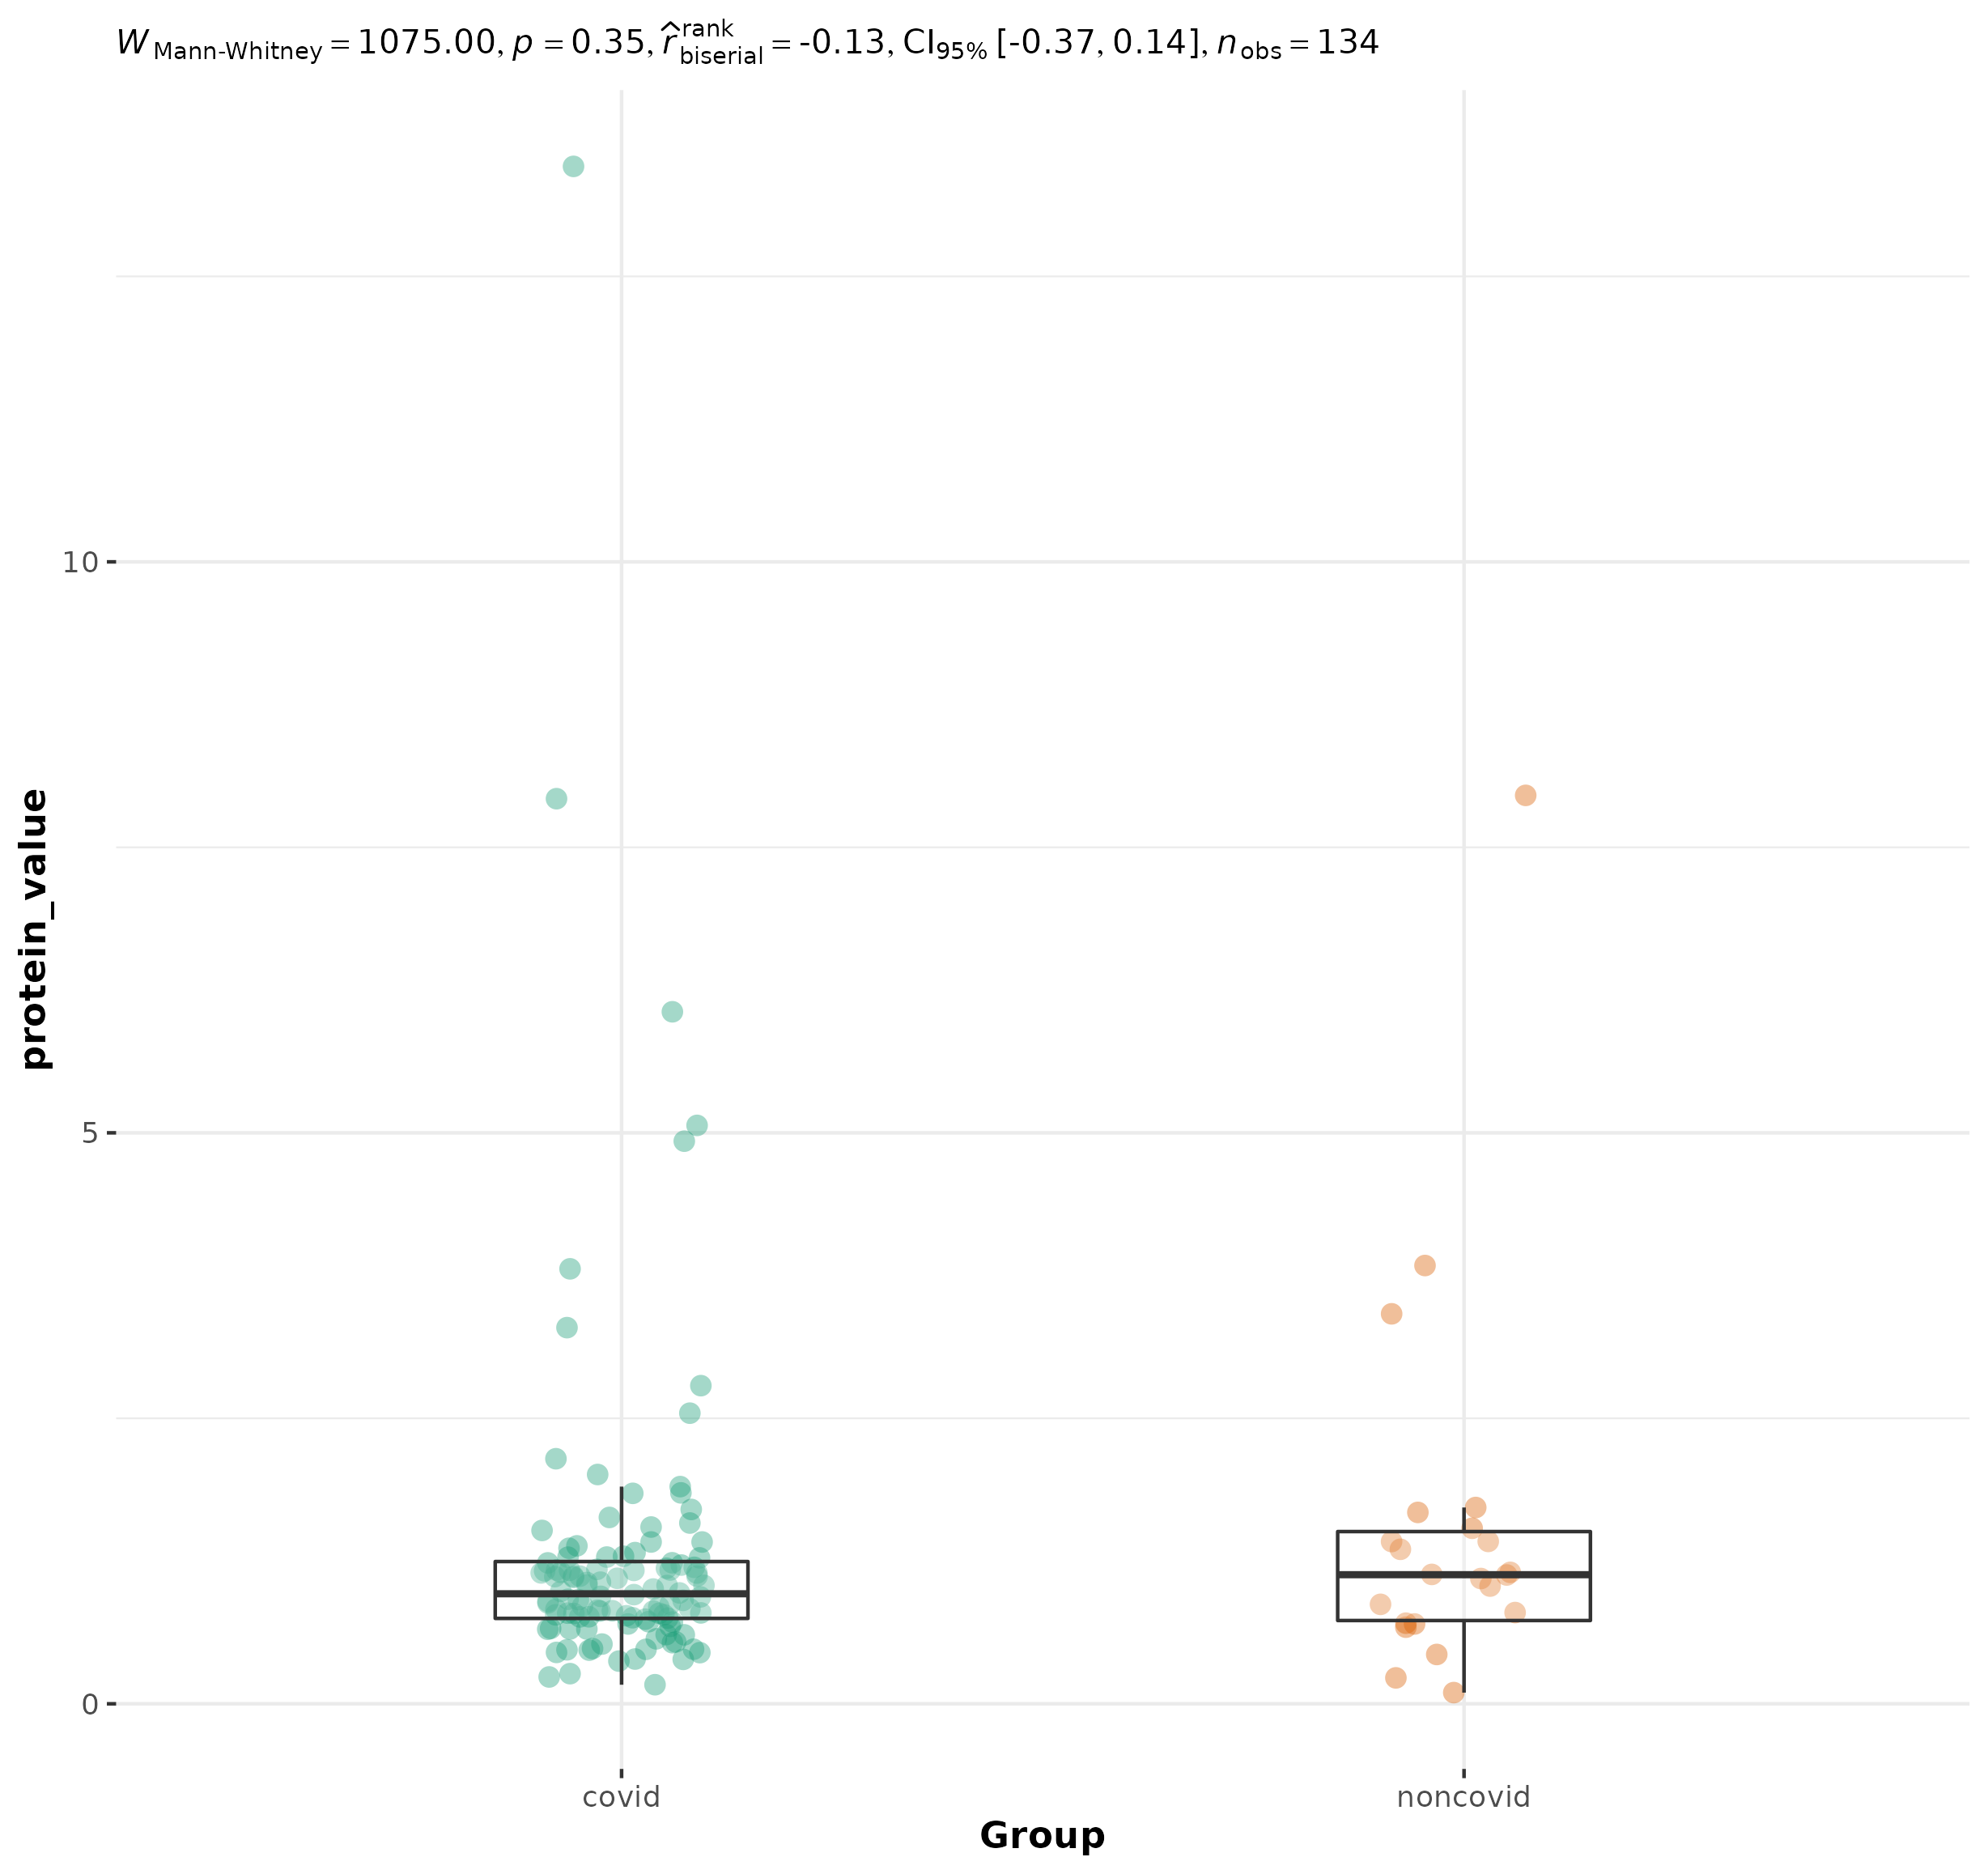 W Mann-Whitney = 1075.00, p = 0.35, r̂ rank biserial = -0.13, CI95% [-0.37, 0.14], n obs = 134
protein_value
10
5
0
covid noncovid
Group